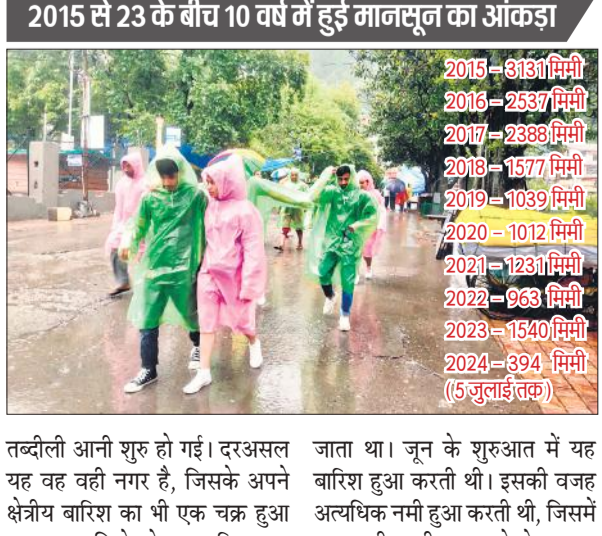 2015 से 23 के बीच 10 वर्ष में हुई मानसून का आंकड़ा
2015 – 3131 मिमी
2016 – 2537 मिमी
2017 – 2388 मिमी
2018 – 1577 मिमी
2019 – 1039 मिमी
2020 – 1012 मिमी
2021 – 1231 मिमी
2022 – 963 मिमी
2023 – 1540 मिमी
2024 – 394 मिमी
(5 जुलाई तक)
तब्दीली आनी शुरु हो गई। दरअसल
यह वह वही नगर है, जिसके अपने
क्षेत्रीय बारिश का भी एक चक्र हुआ
जाता था। जून के शुरुआत में यह
बारिश हुआ करती थी। इसकी वजह
अत्यधिक नमी हुआ करती थी, जिसमें